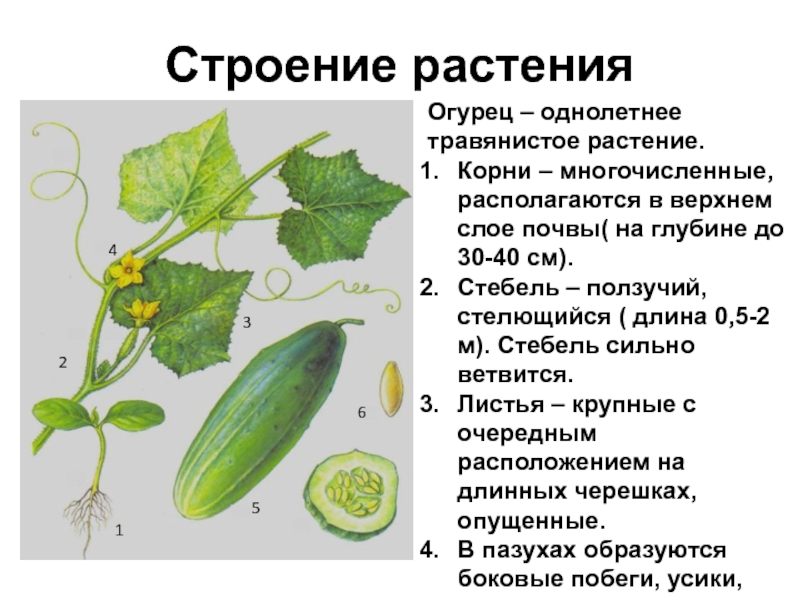 Строение растения
Огурец – однолетнее
травянистое растение.
1. Корни – многочисленные,
располагаются в верхнем
слое почвы( на глубине до
30-40 см).
2. Стебель – ползучий,
стелющийся ( длина 0,5-2
м). Стебель сильно
ветвится.
3. Листья – крупные с
очередным
расположением на
длинных черешках,
опущенные.
4. В пазухах образуются
боковые побеги, усики,
4
3
2
6
5
1